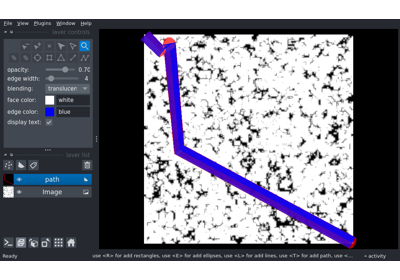 File View Plugins Window Help
layer controls
opacity: 0.70
edge width: 4
blending: translucen
face color: white
edge color: blue
display text:
layer list
path
Image
Ready use <R> for add rectangles, use <E> for add ellipses, use <L> for add lines, use <T> for add path, use <... activity